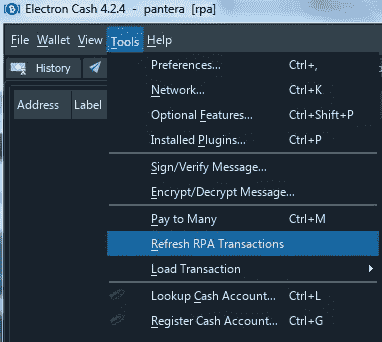 Electron Cash 4.2.4 - pantera [rpa]
File Wallet View Tools Help
History
Address Label
Preferences... Ctrl+,
Network... Ctrl+K
Optional Features... Ctrl+Shift+P
Installed Plugins... Ctrl+P
Sign/Verify Message...
Encrypt/Decrypt Message...
Pay to Many Ctrl+M
Refresh RPA Transactions
Load Transaction
Lookup Cash Account... Ctrl+L
Register Cash Account... Ctrl+G